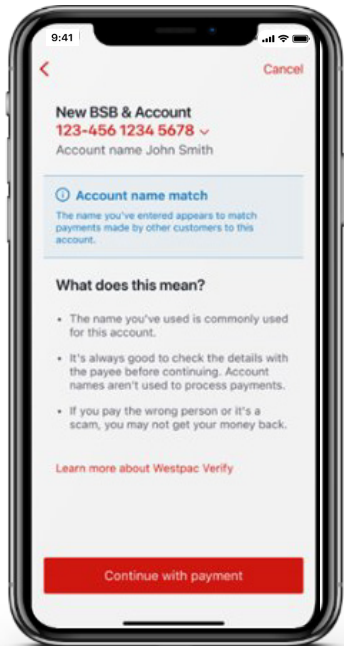 9:41
Cancel
New BSB & Account
123-456 1234 5678
Account name John Smith
Account name match
The name you've entered appears to match
payments made by other customers to this
account.
What does this mean?
• The name you've used is commonly used
for this account.
• It's always good to check the details with
the payee before continuing. Account
names aren't used to process payments.
• If you pay the wrong person or it's a
scam, you may not get your money back.
Learn more about Westpac Verify
Continue with payment